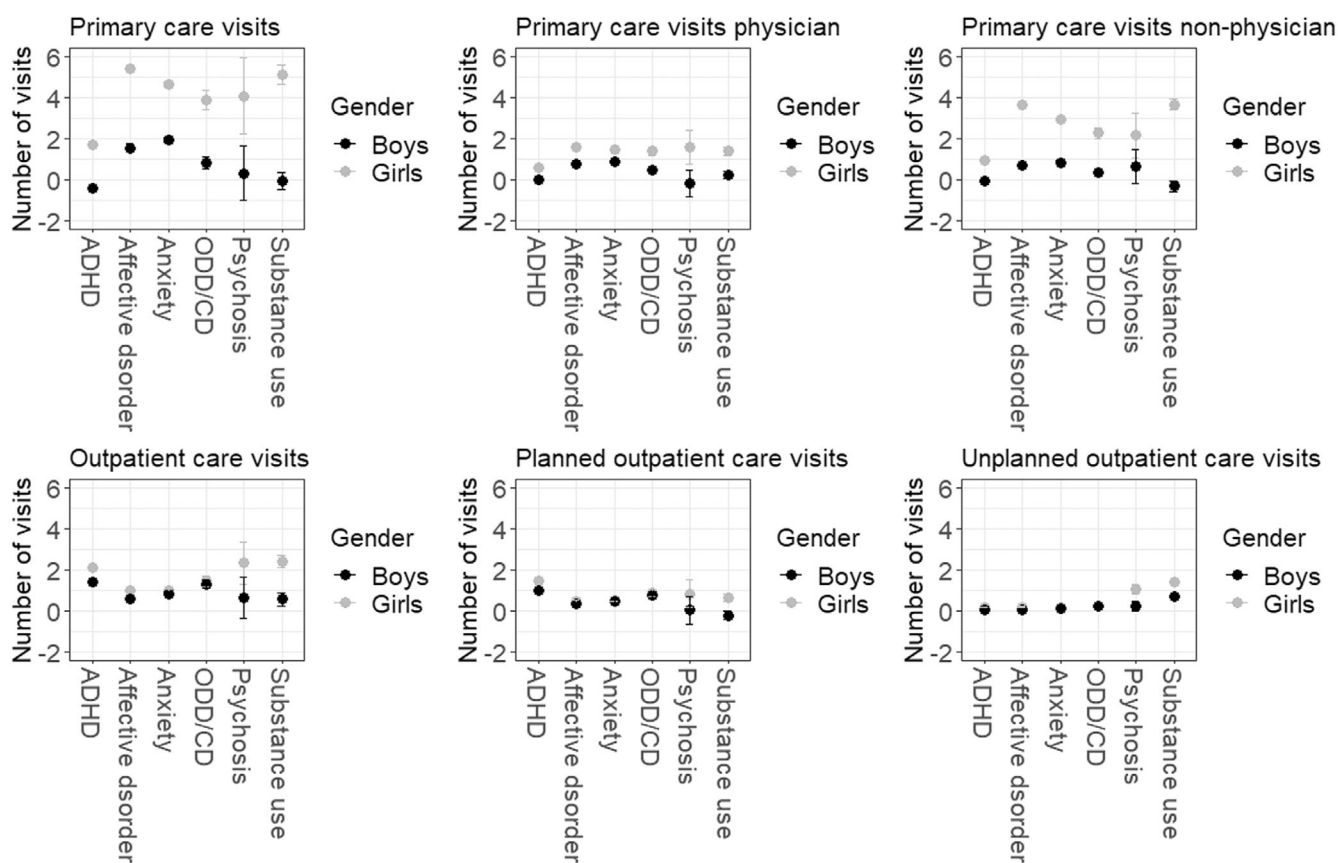 Primary care visits
Number of visits
6
4
2
0
-2
ADHD
Affective dsorder
Anxiety
ODD/CD
Psychosis
Substance use
Gender
Boys
Girls
Primary care visits physician
Number of visits
6
4
2
0
-2
ADHD
Affective dsorder
Anxiety
ODD/CD
Psychosis
Substance use
Gender
Boys
Girls
Primary care visits non-physician
Number of visits
6
4
2
0
-2
ADHD
Affective dsorder
Anxiety
ODD/CD
Psychosis
Substance use
Gender
Boys
Girls
Outpatient care visits
Number of visits
6
4
2
0
-2
ADHD
Affective dsorder
Anxiety
ODD/CD
Psychosis
Substance use
Gender
Boys
Girls
Planned outpatient care visits
Number of visits
6
4
2
0
-2
ADHD
Affective dsorder
Anxiety
ODD/CD
Psychosis
Substance use
Gender
Boys
Girls
Unplanned outpatient care visits
Number of visits
6
4
2
0
-2
ADHD
Affective dsorder
Anxiety
ODD/CD
Psychosis
Substance use
Gender
Boys
Girls